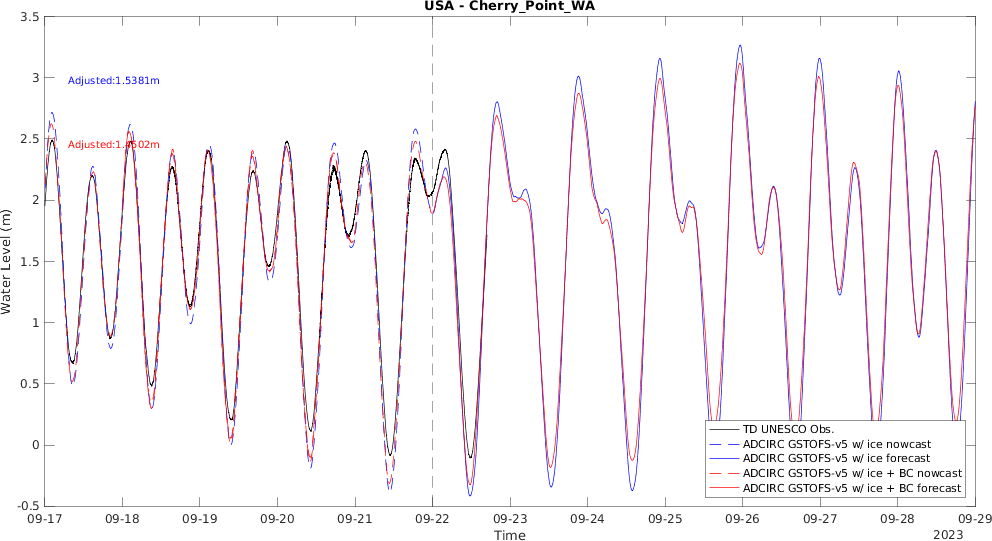 USA - Cherry_Point_WA
3.5
3
2.5
2
1.5
1
0.5
0
-0.5
Water Level (m)
Adjusted:1.5381m
Adjusted:1.4502m
TD UNESCO Obs.
ADCIRC GSTOFS-v5 w/ ice nowcast
ADCIRC GSTOFS-v5 w/ ice forecast
ADCIRC GSTOFS-v5 w/ ice + BC nowcast
ADCIRC GSTOFS-v5 w/ ice + BC forecast
09-17 09-18 09-19 09-20 09-21 09-22 09-23 09-24 09-25 09-26 09-27 09-28 09-29
Time
2023